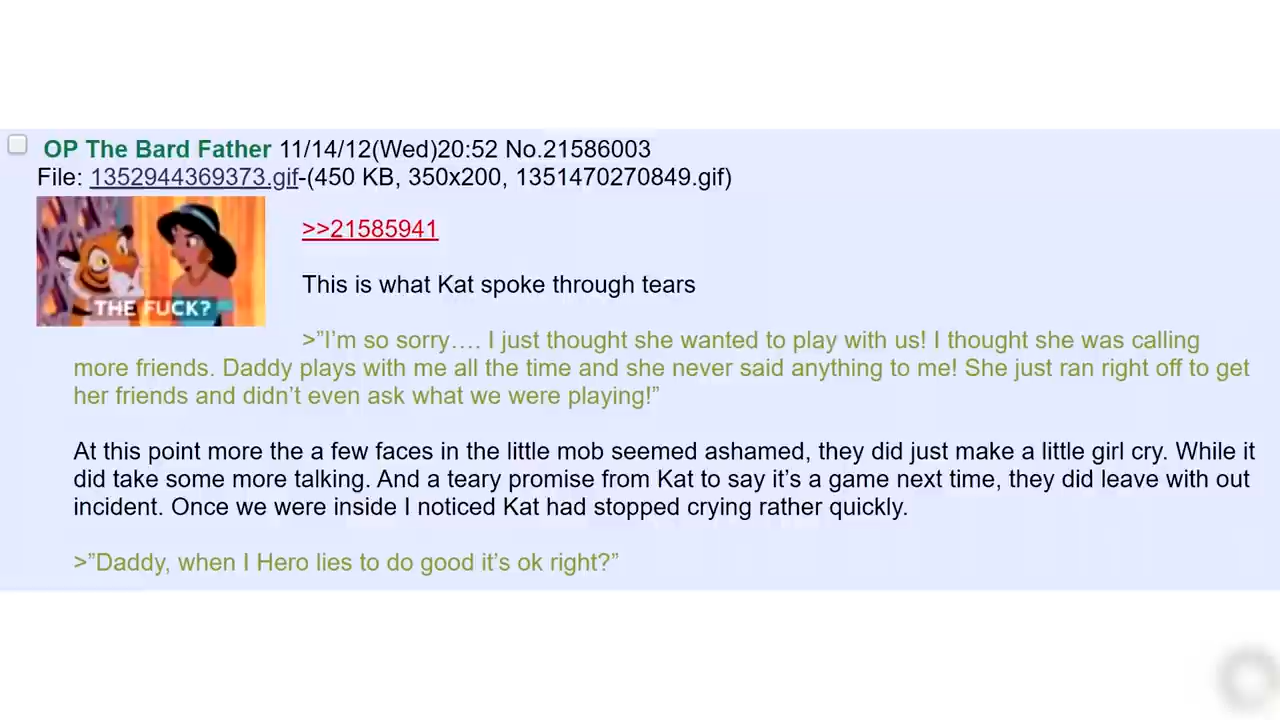 OP The Bard Father 11/14/12(Wed)20:52 No.21586003
File: 1352944369373.gif-(450 KB, 350x200, 1351470270849.gif)
THE FUCK?
>>21585941
This is what Kat spoke through tears
>”I’m so sorry…. I just thought she wanted to play with us! I thought she was calling
more friends. Daddy plays with me all the time and she never said anything to me! She just ran right off to get
her friends and didn’t even ask what we were playing!”
At this point more the a few faces in the little mob seemed ashamed, they did just make a little girl cry. While it
did take some more talking. And a teary promise from Kat to say it’s a game next time, they did leave with out
incident. Once we were inside I noticed Kat had stopped crying rather quickly.
>”Daddy, when I Hero lies to do good it’s ok right?”